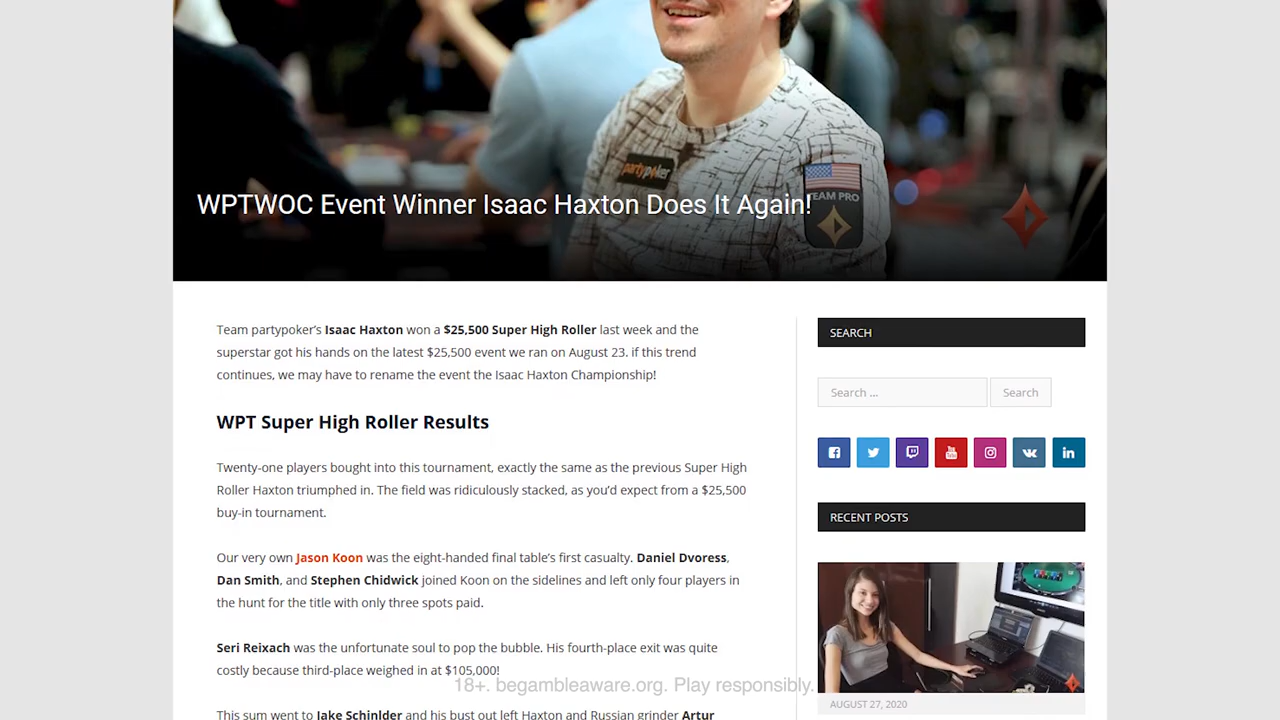 partypoker
TEAM PRO
WPTWOC Event Winner Isaac Haxton Does It Again!
Team partypoker’s Isaac Haxton won a $25,500 Super High Roller last week and the
superstar got his hands on the latest $25,500 event we ran on August 23. if this trend
continues, we may have to rename the event the Isaac Haxton Championship!
WPT Super High Roller Results
Twenty-one players bought into this tournament, exactly the same as the previous Super High
Roller Haxton triumphed in. The field was ridiculously stacked, as you’d expect from a $25,500
buy-in tournament.
Our very own Jason Koon was the eight-handed final table’s first casualty. Daniel Dvoress,
Dan Smith, and Stephen Chidwick joined Koon on the sidelines and left only four players in
the hunt for the title with only three spots paid.
Seri Reixach was the unfortunate soul to pop the bubble. His fourth-place exit was quite
costly because third-place weighed in at $105,000!
This sum went to Jake Schinlder and his bust out left Haxton and Russian grinder Artur
SEARCH
Search ...
Search
RECENT POSTS
AUGUST 27, 2020
18+. begambleaware.org. Play responsibly.